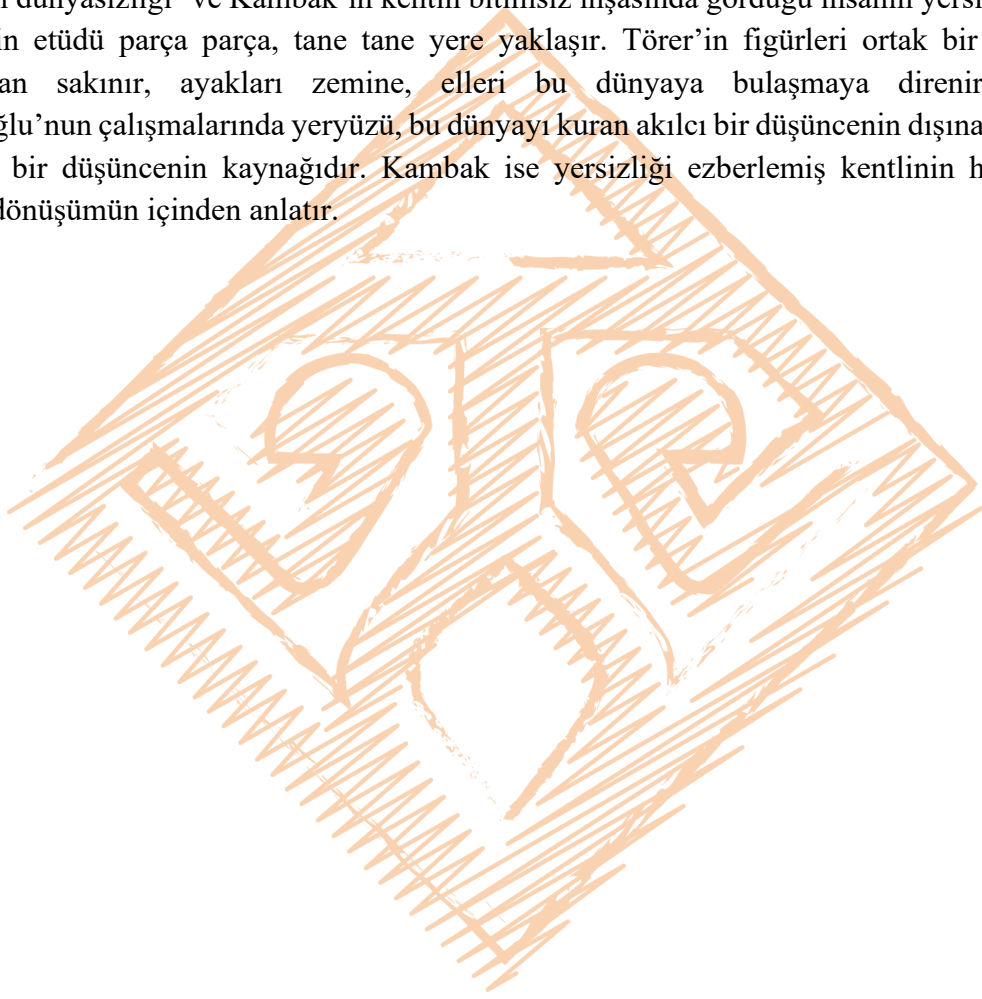 dünyasızlığı” ve Kambak’ın kentin bitimsiz inşasında gördüğü insanın yersi
in etüdü parça parça, tane tane yere yaklaşır. Törer’in figürleri ortak bir
an sakınır, ayakları zemine, elleri bu dünyaya bulaşmaya direnir
ğlu’nun çalışmalarında yeryüzü, bu dünyayı kuran akılcı bir düşüncenin dışına
bir düşüncenin kaynağıdır. Kambak ise yersizliği ezberlemiş kentlinin h
dönüşümün içinden anlatır.